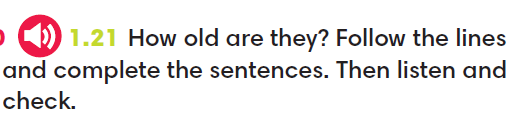 1.21 How old are they? Follow the lines
and complete the sentences. Then listen and
check.